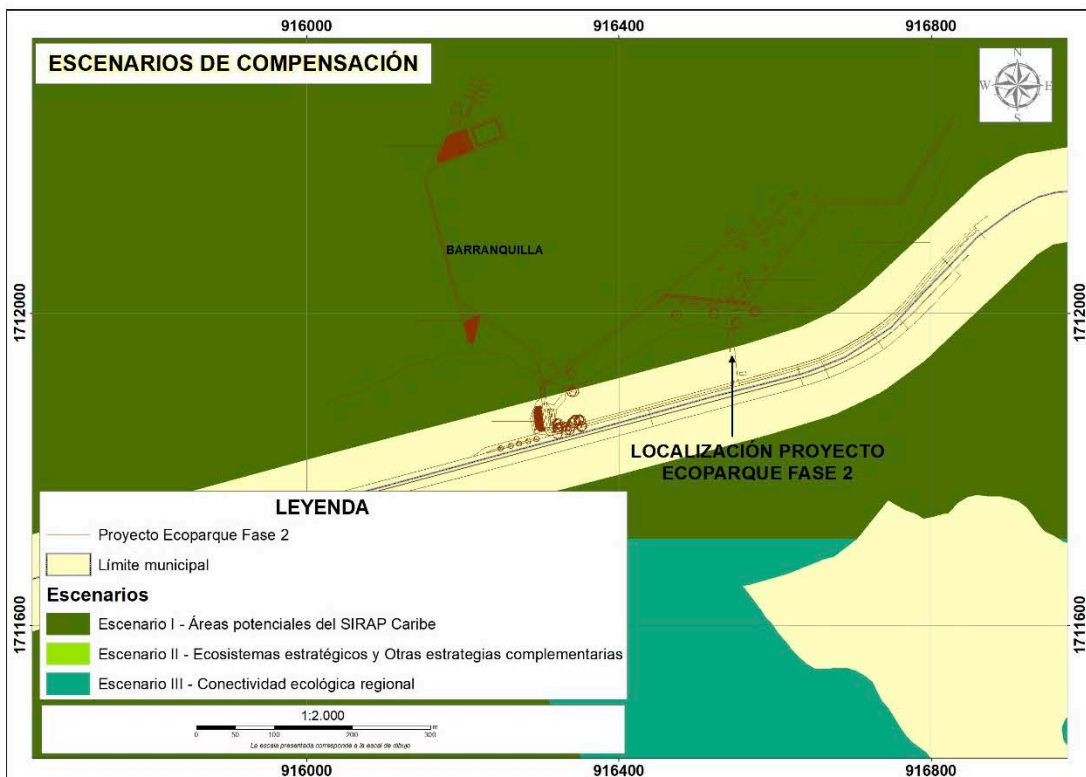 916000 916400 916800
ESCENARIOS DE COMPENSACIÓN
N
W E
S
BARRANQUILLA
1712000 1712000
LOCALIZACIÓN PROYECTO
ECOPARQUE FASE 2
LEYENDA
Proyecto Ecoparque Fase 2
Límite municipal
Escenarios
1711600 1711600
Escenario I - Áreas potenciales del SIRAP Caribe
Escenario II - Ecosistemas estratégicos y Otras estrategias complementarias
Escenario III - Conectividad ecológica regional
1:2.000
0 50 100 200 300 m
La escala presentada corresponde a la escal de dibujo
916000 916400 916800